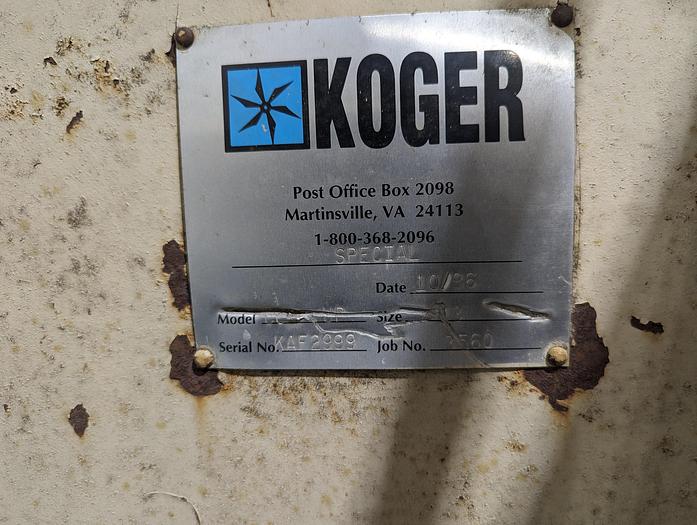 KOGER
Post Office Box 2098
Martinsville, VA 24113
1-800-368-2096
SPECIAL
Date 10/96
Model Size
Serial No. KAF2999 Job No.